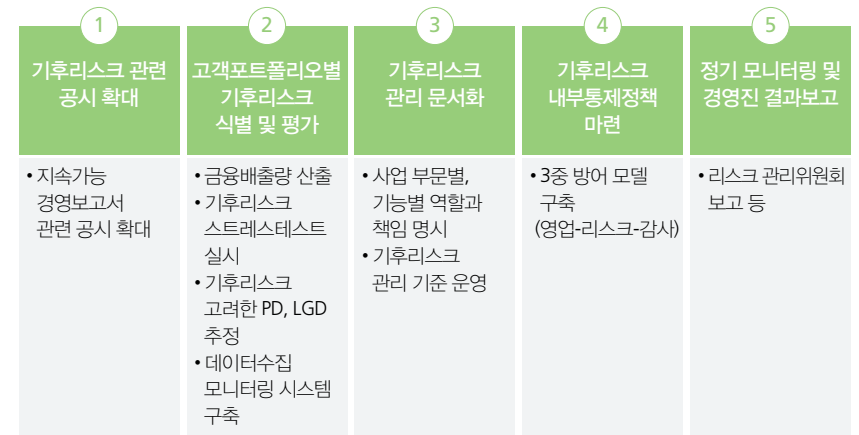 1
기후리스크 관련
공시 확대
• 지속가능
경영보고서
관련 공시 확대
2
고객포트폴리오별
기후리스크
식별 및 평가
• 금융배출량 산출
• 기후리스크
스트레스테스트
실시
• 기후리스크
고려한 PD, LGD
추정
• 데이터수집
모니터링 시스템
구축
3
기후리스크
관리 문서화
• 사업 부문별,
기능별 역할과
책임 명시
• 기후리스크
관리 기준 운영
4
기후리스크
내부통제정책
마련
• 3중 방어 모델
구축
(영업-리스크-감사)
5
정기 모니터링 및
경영진 결과보고
• 리스크 관리위원회
보고 등